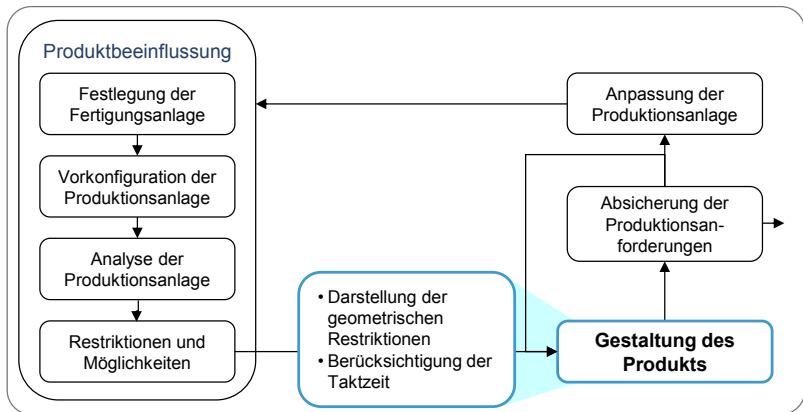 Produktbeeinflussung
Festlegung der
Fertigungsanlage
Vorkonfiguration der
Produktionsanlage
Analyse der
Produktionsanlage
Restriktionen und
Möglichkeiten
• Darstellung der
geometrischen
Restriktionen
• Berücksichtigung der
Taktzeit
Anpassung der
Produktionsanlage
Absicherung der
Produktionsan-
forderungen
Gestaltung des
Produkts